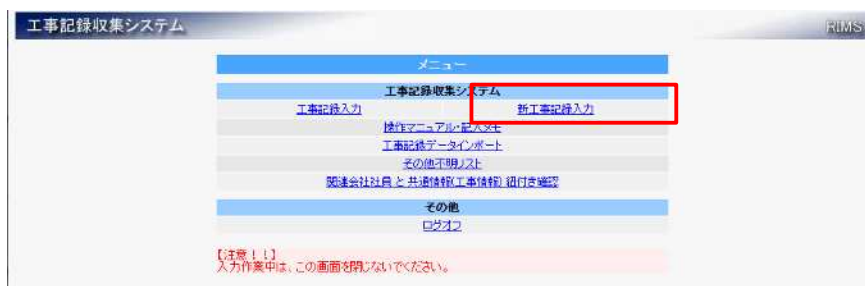 工事記録収集システム
RIMS
メニュー
工事記録収集システム
工事記録入力 新工事記録入力
操作マニュアル・記入メモ
工事記録データインポート
その他不明リスト
関連会社社員 と 共通情報(工事情報) 紐付き確認
その他
ログオフ
【注意！！】
入力作業中は、この画面を閉じないでください。